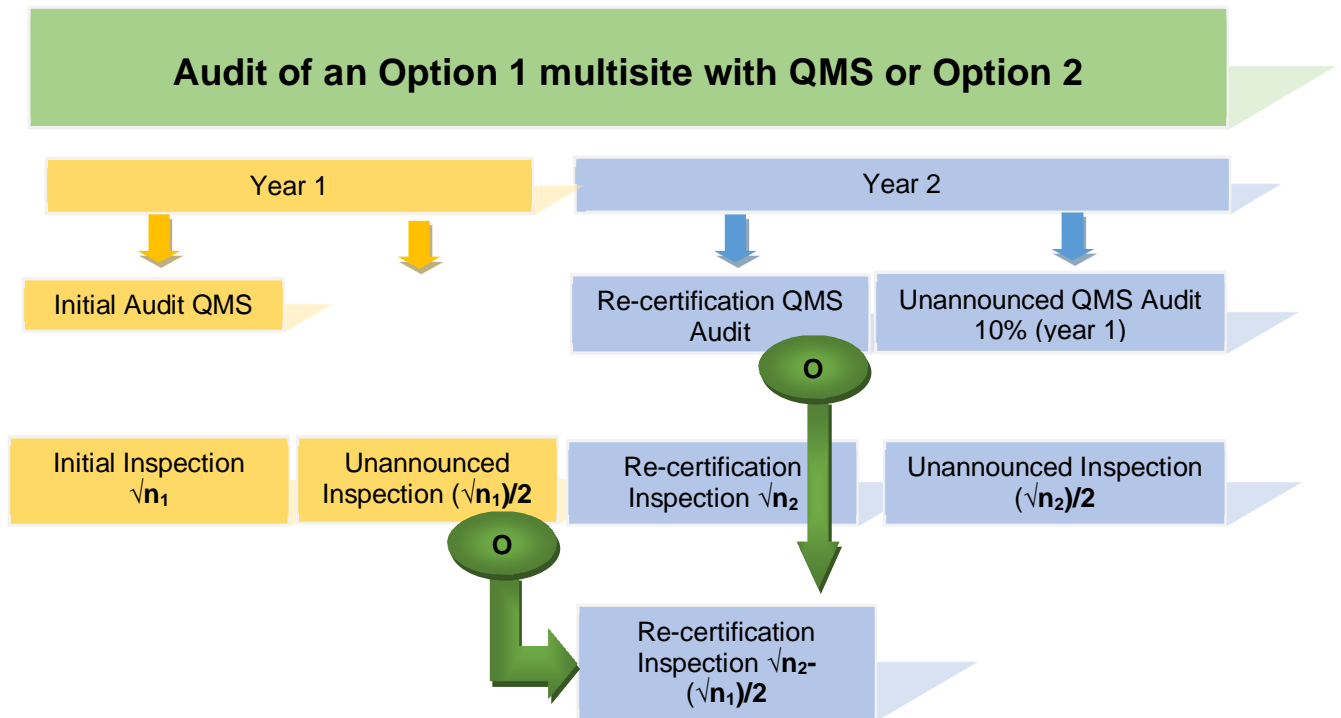 Audit of an Option 1 multisite with QMS or Option 2
Year 1
Year 2
Initial Audit QMS
Re-certification QMS
Audit
Unannounced QMS Audit
10% (year 1)
O
Initial Inspection
√n₁
Unannounced
Inspection (√n₁)/2
Re-certification
Inspection √n₂
Unannounced Inspection
(√n₂)/2
O
Re-certification
Inspection √n₂-
(√n₁)/2